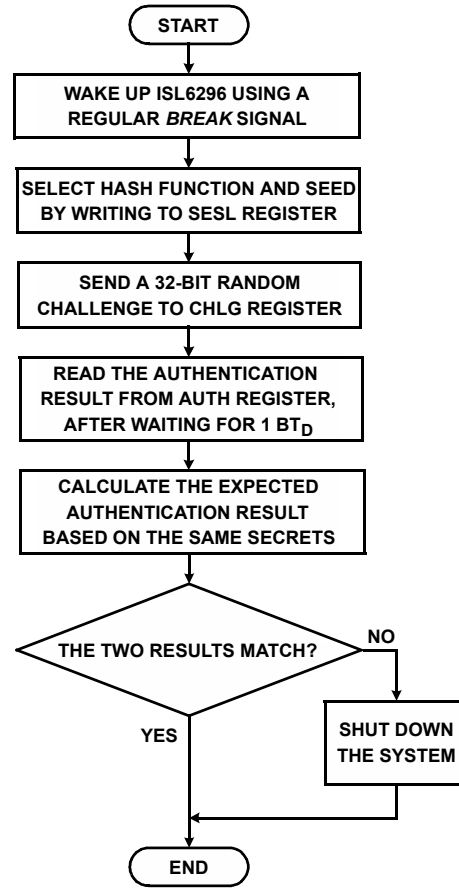 START
WAKE UP ISL6296 USING A
REGULAR BREAK SIGNAL
SELECT HASH FUNCTION AND SEED
BY WRITING TO SESL REGISTER
SEND A 32-BIT RANDOM
CHALLENGE TO CHLG REGISTER
READ THE AUTHENTICATION
RESULT FROM AUTH REGISTER,
AFTER WAITING FOR 1 BTD
CALCULATE THE EXPECTED
AUTHENTICATION RESULT
BASED ON THE SAME SECRETS
THE TWO RESULTS MATCH?
NO
YES
SHUT DOWN
THE SYSTEM
END